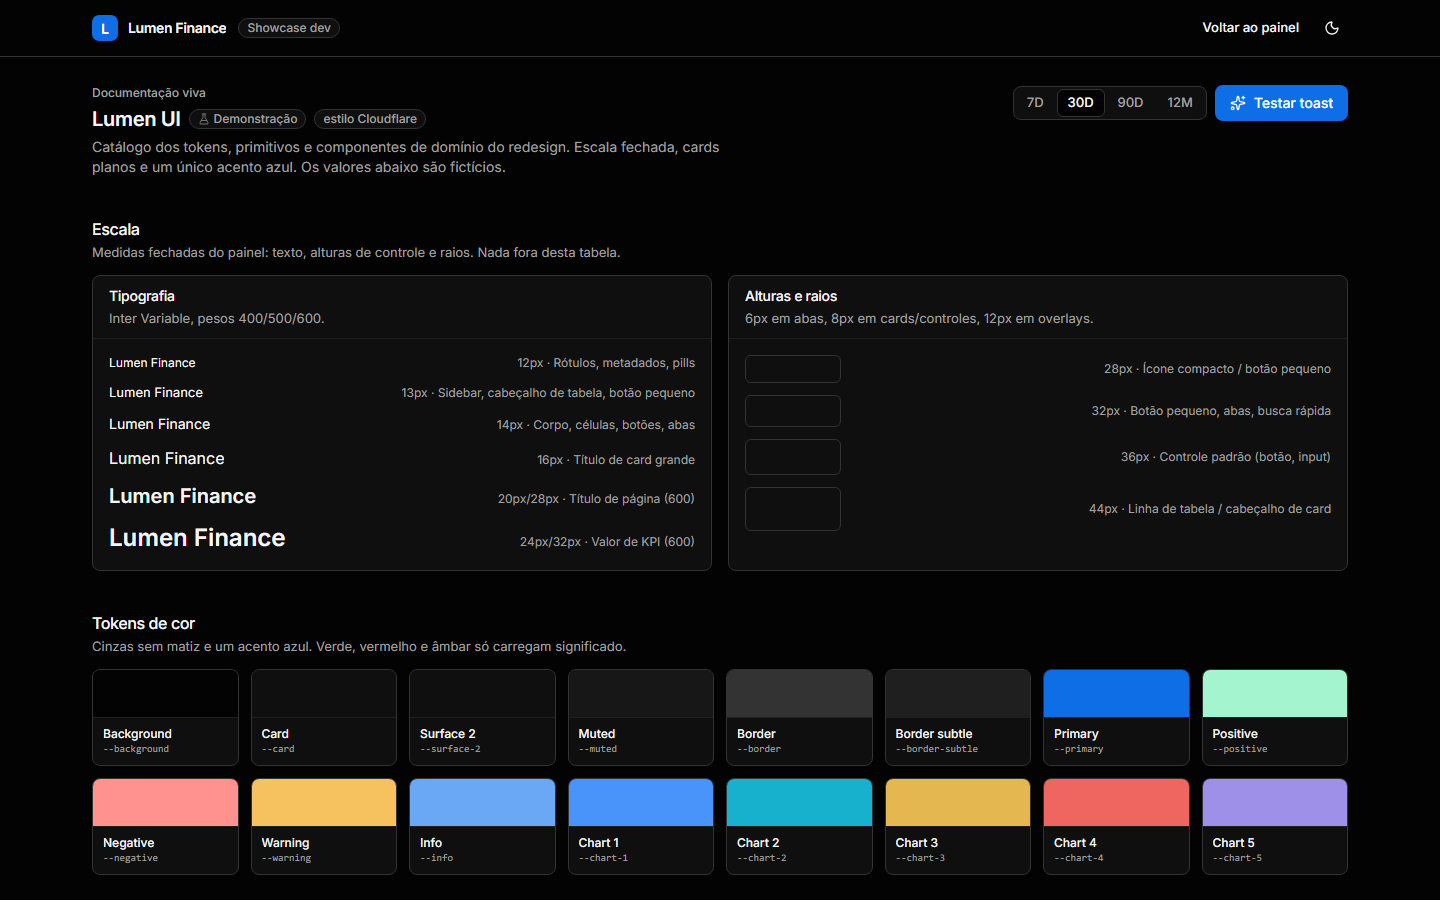 L Lumen Finance Showcase dev Voltar ao painel
Documentação viva
Lumen UI Demonstração estilo Cloudflare
7D 30D 90D 12M Testar toast
Catálogo dos tokens, primitivos e componentes de domínio do redesign. Escala fechada, cards
planos e um único acento azul. Os valores abaixo são fictícios.
Escala
Medidas fechadas do painel: texto, alturas de controle e raios. Nada fora desta tabela.
Tipografia
Inter Variable, pesos 400/500/600.
Lumen Finance 12px · Rótulos, metadados, pills
Lumen Finance 13px · Sidebar, cabeçalho de tabela, botão pequeno
Lumen Finance 14px · Corpo, células, botões, abas
Lumen Finance 16px · Título de card grande
Lumen Finance 20px/28px · Título de página (600)
Lumen Finance 24px/32px · Valor de KPI (600)
Alturas e raios
6px em abas, 8px em cards/controles, 12px em overlays.
28px · Ícone compacto / botão pequeno
32px · Botão pequeno, abas, busca rápida
36px · Controle padrão (botão, input)
44px · Linha de tabela / cabeçalho de card
Tokens de cor
Cinzas sem matiz e um acento azul. Verde, vermelho e âmbar só carregam significado.
Background Card Surface 2 Muted Border Border subtle Primary Positive
--background --card --surface-2 --muted --border --border-subtle --primary --positive
Negative Warning Info Chart 1 Chart 2 Chart 3 Chart 4 Chart 5
--negative --warning --info --chart-1 --chart-2 --chart-3 --chart-4 --chart-5